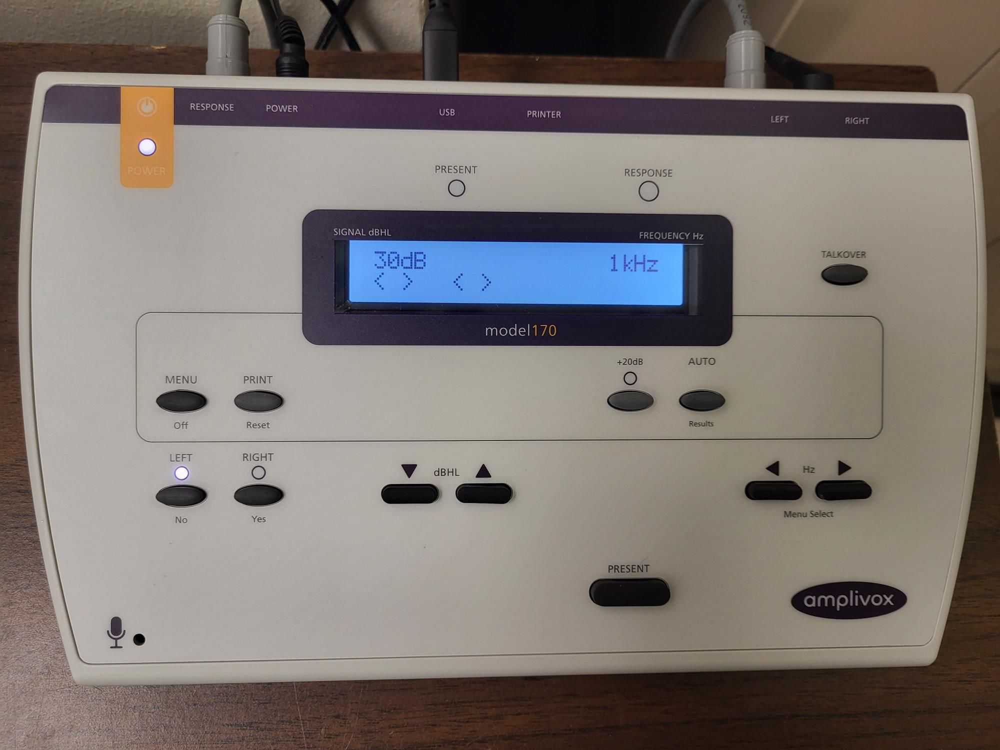 RESPONSE POWER USB PRINTER LEFT RIGHT
POWER
PRESENT RESPONSE
SIGNAL dBHL FREQUENCY Hz
30dB 1kHz
< > < >
TALKOVER
model170
+20dB AUTO
MENU PRINT
Off Reset Results
LEFT RIGHT
▼ dBHL ▲ ◀ Hz ▶
No Yes Menu Select
PRESENT
amplivox